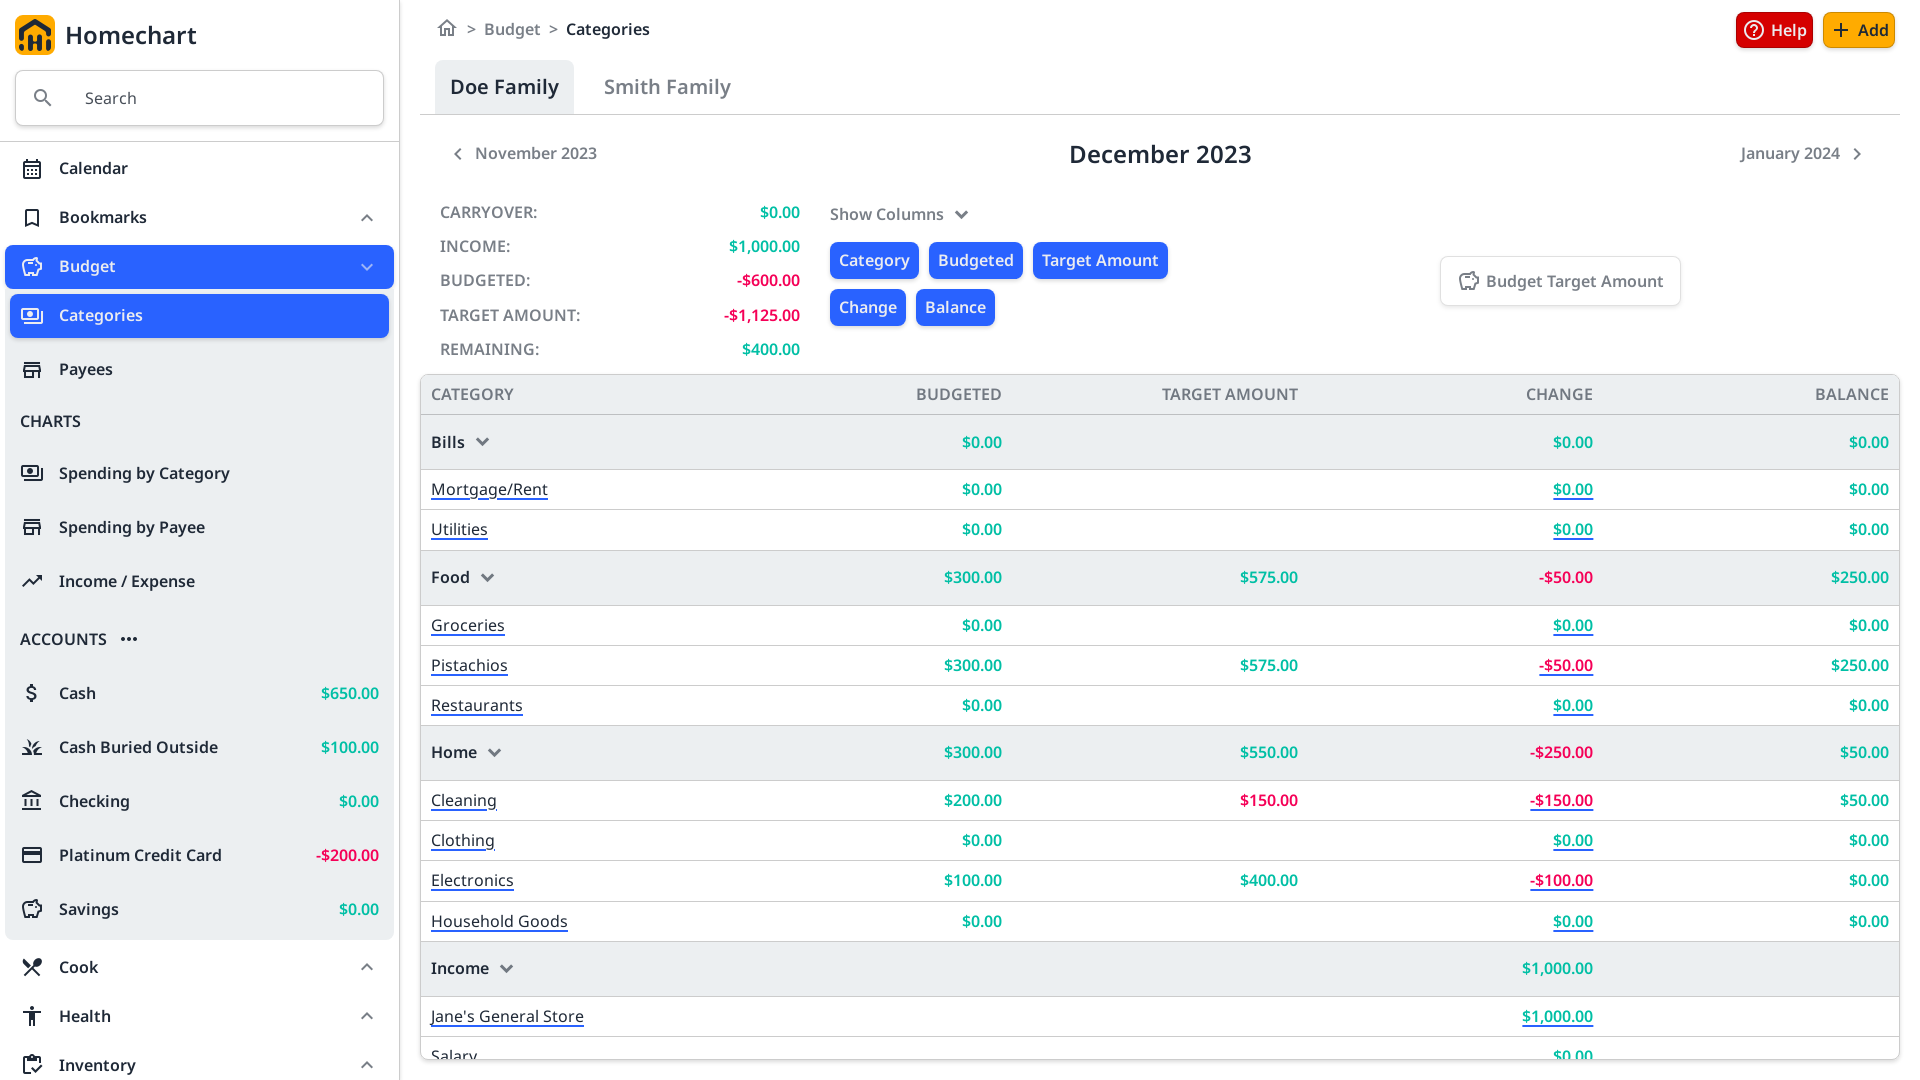 Homechart
Search
Calendar
Bookmarks
Budget
Categories
Payees
CHARTS
Spending by Category
Spending by Payee
Income / Expense
ACCOUNTS •••
Cash $650.00
Cash Buried Outside $100.00
Checking $0.00
Platinum Credit Card -$200.00
Savings $0.00
Cook
Health
Inventory
> Budget > Categories
Help
Add
Doe Family
Smith Family
November 2023
December 2023
January 2024
CARRYOVER: $0.00
INCOME: $1,000.00
BUDGETED: -$600.00
TARGET AMOUNT: -$1,125.00
REMAINING: $400.00
Show Columns
Category Budgeted Target Amount
Change Balance
Budget Target Amount
CATEGORY BUDGETED TARGET AMOUNT CHANGE BALANCE
Bills $0.00 $0.00 $0.00
Mortgage/Rent $0.00 $0.00 $0.00
Utilities $0.00 $0.00 $0.00
Food $300.00 $575.00 -$50.00 $250.00
Groceries $0.00 $0.00 $0.00
Pistachios $300.00 $575.00 -$50.00 $250.00
Restaurants $0.00 $0.00 $0.00
Home $300.00 $550.00 -$250.00 $50.00
Cleaning $200.00 $150.00 -$150.00 $50.00
Clothing $0.00 $0.00 $0.00
Electronics $100.00 $400.00 -$100.00 $0.00
Household Goods $0.00 $0.00 $0.00
Income $1,000.00
Jane's General Store $1,000.00
Salary $0.00